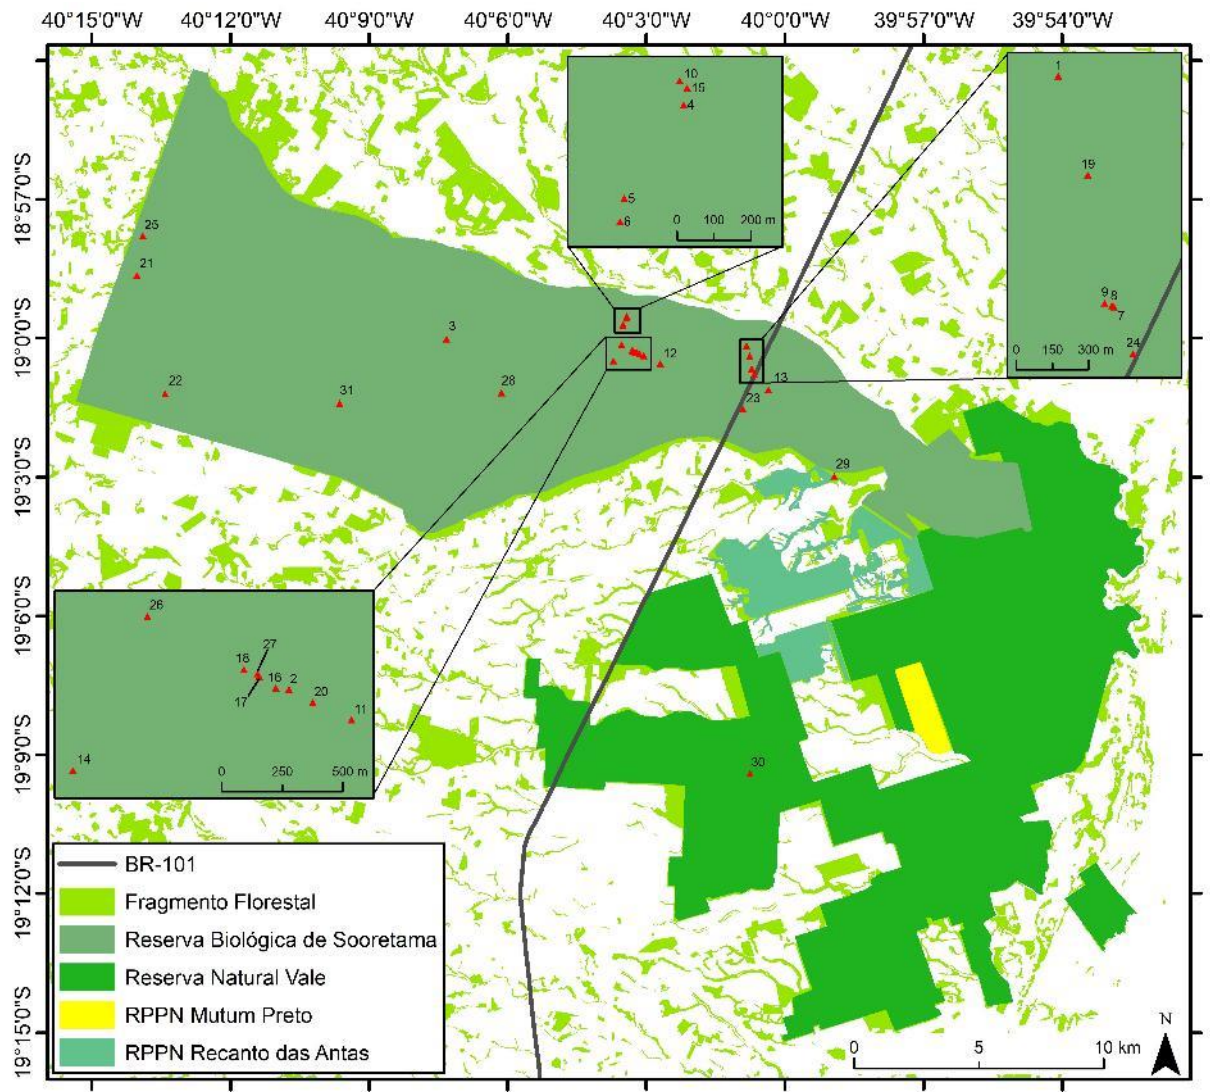 40°15'0"W 40°12'0"W 40°9'0"W 40°6'0"W 40°3'0"W 40°0'0"W 39°57'0"W 39°54'0"W
18°57'0"S
19°0'0"S
19°3'0"S
19°6'0"S
19°9'0"S
19°12'0"S
19°15'0"S
10
15
4
5
6
0 100 200 m
1
19
9
8
7
24
0 150 300 m
25
21
3
12
22
31
28
13
23
29
30
26
27
18
16
2
17
20
11
14
0 250 500 m
BR-101
Fragmento Florestal
Reserva Biológica de Sooretama
Reserva Natural Vale
RPPN Mutum Preto
RPPN Recanto das Antas
N
0 5 10 km